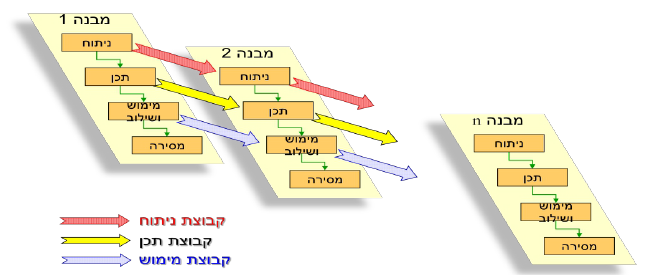 מבנה 1
ניתוח
תכן
מימוש
ושילוב
מסירה
מבנה 2
ניתוח
תכן
מימוש
ושילוב
מסירה
מבנה n
ניתוח
תכן
מימוש
ושילוב
מסירה
קבוצת ניתוח
קבוצת תכן
קבוצת מימוש